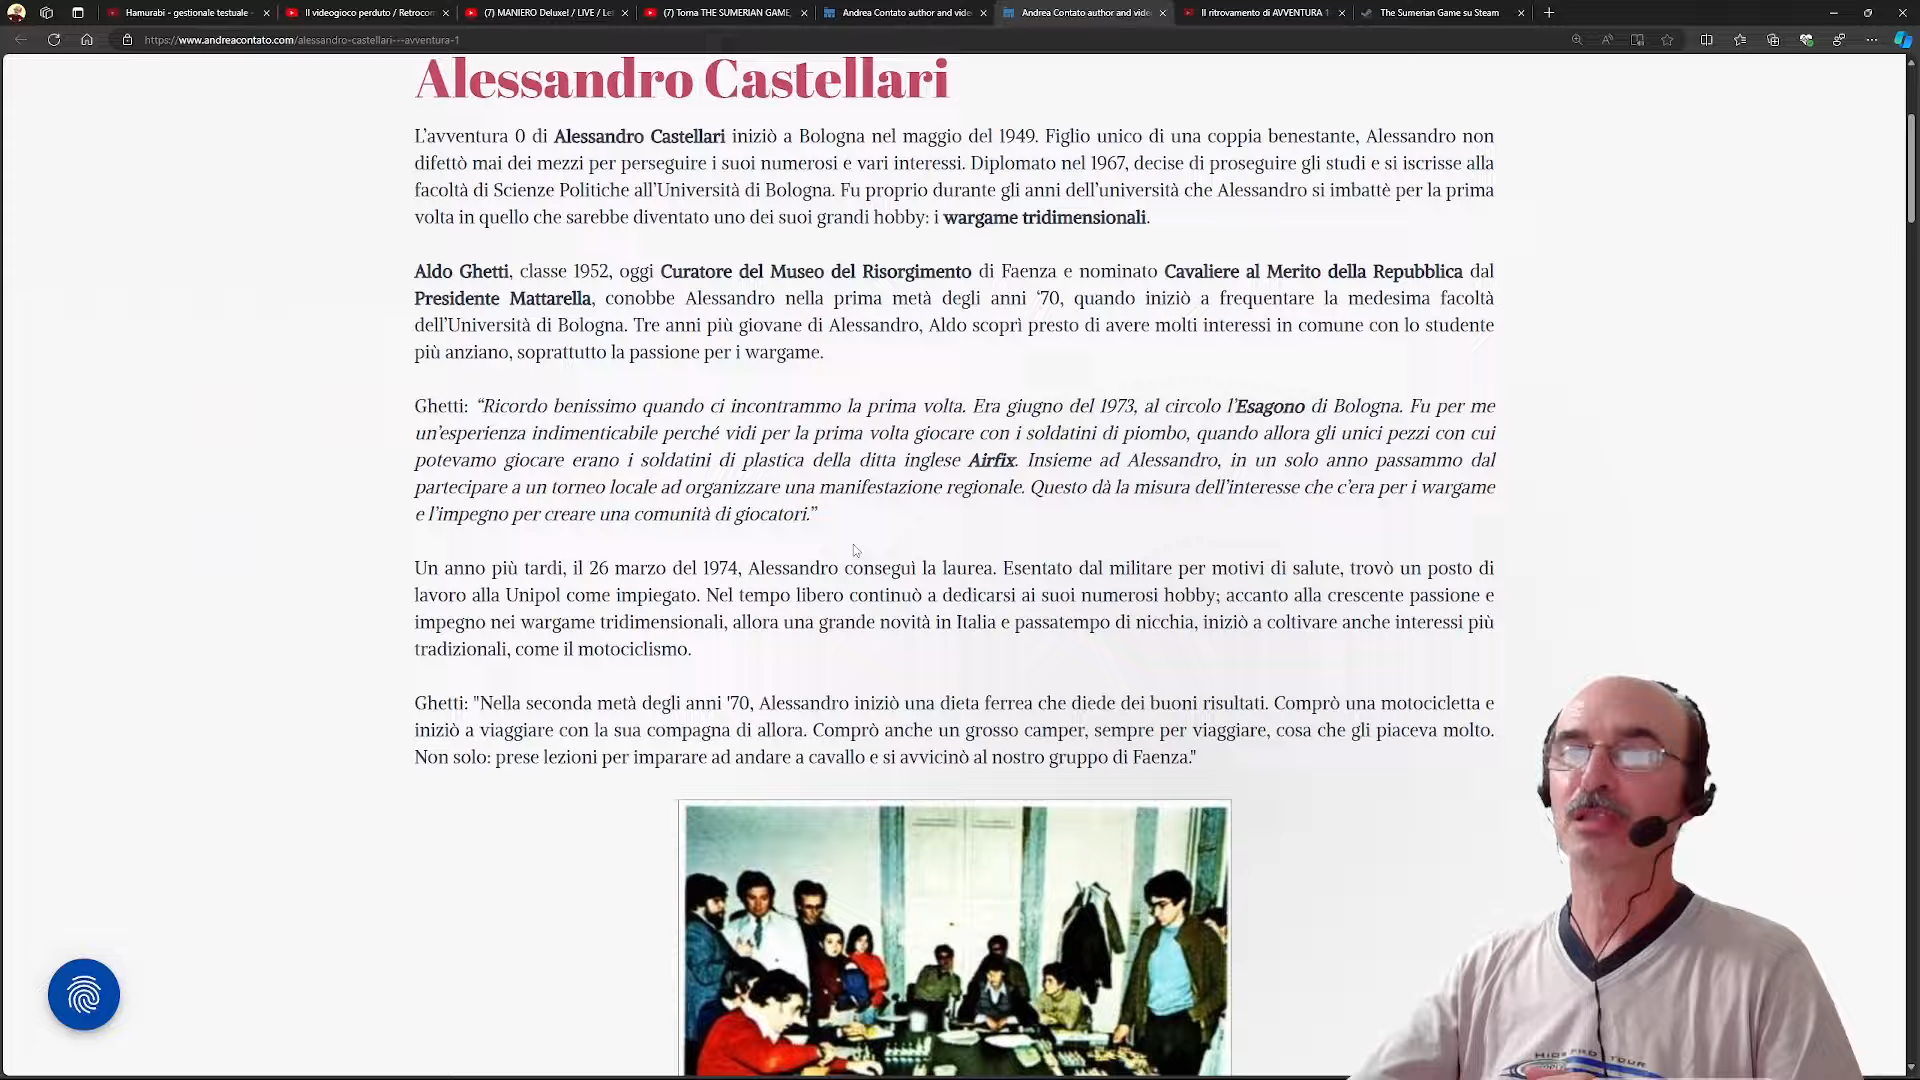 Hamurabi - gestionale testuale -
Il videogioco perduto / Retrocom
(7) MANIERO Deluxe! / LIVE / Le
(7) Torna THE SUMERIAN GAME,
Andrea Contato author and vide
Andrea Contato author and vide
Il ritrovamento di AVVENTURA 1
The Sumerian Game su Steam
https://www.andreacontato.com/alessandro-castellari---avventura-1
Alessandro Castellari
L'avventura 0 di Alessandro Castellari iniziò a Bologna nel maggio del 1949. Figlio unico di una coppia benestante, Alessandro non
difettò mai dei mezzi per perseguire i suoi numerosi e vari interessi. Diplomato nel 1967, decise di proseguire gli studi e si iscrisse alla
facoltà di Scienze Politiche all'Università di Bologna. Fu proprio durante gli anni dell'università che Alessandro si imbattè per la prima
volta in quello che sarebbe diventato uno dei suoi grandi hobby: i wargame tridimensionali.
Aldo Ghetti, classe 1952, oggi Curatore del Museo del Risorgimento di Faenza e nominato Cavaliere al Merito della Repubblica dal
Presidente Mattarella, conobbe Alessandro nella prima metà degli anni '70, quando iniziò a frequentare la medesima facoltà
dell'Università di Bologna. Tre anni più giovane di Alessandro, Aldo scoprì presto di avere molti interessi in comune con lo studente
più anziano, soprattutto la passione per i wargame.
Ghetti: "Ricordo benissimo quando ci incontrammo la prima volta. Era giugno del 1973, al circolo l'Esagono di Bologna. Fu per me
un'esperienza indimenticabile perché vidi per la prima volta giocare con i soldatini di piombo, quando allora gli unici pezzi con cui
potevamo giocare erano i soldatini di plastica della ditta inglese Airfix. Insieme ad Alessandro, in un solo anno passammo dal
partecipare a un torneo locale ad organizzare una manifestazione regionale. Questo dà la misura dell'interesse che c'era per i wargame
e l'impegno per creare una comunità di giocatori."
Un anno più tardi, il 26 marzo del 1974, Alessandro conseguì la laurea. Esentato dal militare per motivi di salute, trovò un posto di
lavoro alla Unipol come impiegato. Nel tempo libero continuò a dedicarsi ai suoi numerosi hobby; accanto alla crescente passione e
impegno nei wargame tridimensionali, allora una grande novità in Italia e passatempo di nicchia, iniziò a coltivare anche interessi più
tradizionali, come il motociclismo.
Ghetti: "Nella seconda metà degli anni '70, Alessandro iniziò una dieta ferrea che diede dei buoni risultati. Comprò una motocicletta e
iniziò a viaggiare con la sua compagna di allora. Comprò anche un grosso camper, sempre per viaggiare, cosa che gli piaceva molto.
Non solo: prese lezioni per imparare ad andare a cavallo e si avvicinò al nostro gruppo di Faenza."
TOUR